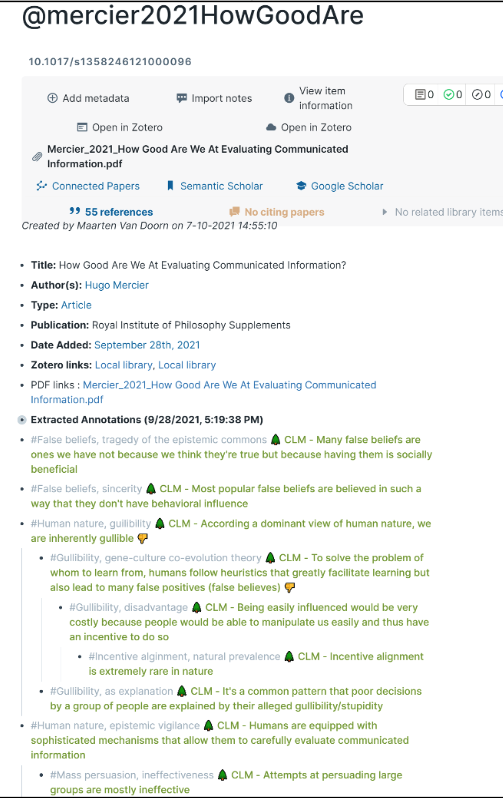 @mercier2021HowGoodAre
10.1017/s1358246121000096
Add metadata
Import notes
View item
information
0 0 0
Open in Zotero
Open in Zotero
Mercier_2021_How Good Are We At Evaluating Communicated
Information.pdf
Connected Papers
Semantic Scholar
Google Scholar
55 references
No citing papers
No related library items
Created by Maarten Van Doorn on 7-10-2021 14:55:10
• Title: How Good Are We At Evaluating Communicated Information?
• Author(s): Hugo Mercier
• Type: Article
• Publication: Royal Institute of Philosophy Supplements
• Date Added: September 28th, 2021
• Zotero links: Local library, Local library
• PDF links : Mercier_2021_How Good Are We At Evaluating Communicated
Information.pdf
• Extracted Annotations (9/28/2021, 5:19:38 PM)
• #False beliefs, tragedy of the epistemic commons 🌲 CLM - Many false beliefs are
ones we have not because we think they're true but because having them is socially
beneficial
• #False beliefs, sincerity 🌲 CLM - Most popular false beliefs are believed in such a
way that they don't have behavioral influence
• #Human nature, gullibility 🌲 CLM - According a dominant view of human nature, we
are inherently gullible 👎
• #Gullibility, gene-culture co-evolution theory 🌲 CLM - To solve the problem of
whom to learn from, humans follow heuristics that greatly facilitate learning but
also lead to many false positives (false believes) 👎
• #Gullibility, disadvantage 🌲 CLM - Being easily influenced would be very
costly because people would be able to manipulate us easily and thus have
an incentive to do so
• #Incentive alginment, natural prevalence 🌲 CLM - Incentive alignment
is extremely rare in nature
• #Gullibility, as explanation 🌲 CLM - It's a common pattern that poor decisions
by a group of people are explained by their alleged gullibility/stupidity
• #Human nature, epistemic vigilance 🌲 CLM - Humans are equipped with
sophisticated mechanisms that allow them to carefully evaluate communicated
information
• #Mass persuasion, ineffectiveness 🌲 CLM - Attempts at persuading large
groups are mostly ineffective